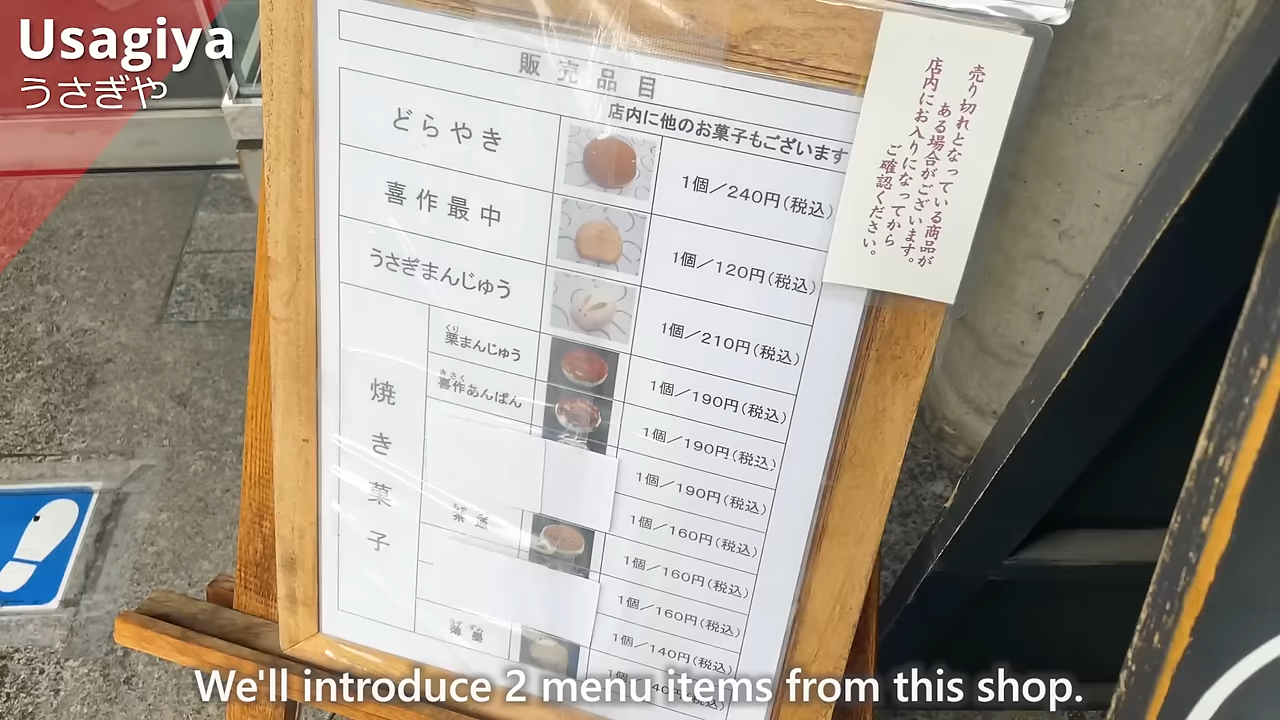 Usagiya
うさぎや
販売品目
店内に他のお菓子もございます
どらやき
1個／240円(税込)
喜作最中
1個／120円(税込)
うさぎまんじゅう
1個／210円(税込)
焼き菓子
くり
栗まんじゅう
1個／190円(税込)
きさく
喜作あんぱん
1個／190円(税込)
1個／190円(税込)
1個／160円(税込)
1個／160円(税込)
1個／160円(税込)
1個／140円(税込)
売り切れとなっている商品が
ある場合がございます。
店内にお入りになってから
ご確認ください。
We'll introduce 2 menu items from this shop.